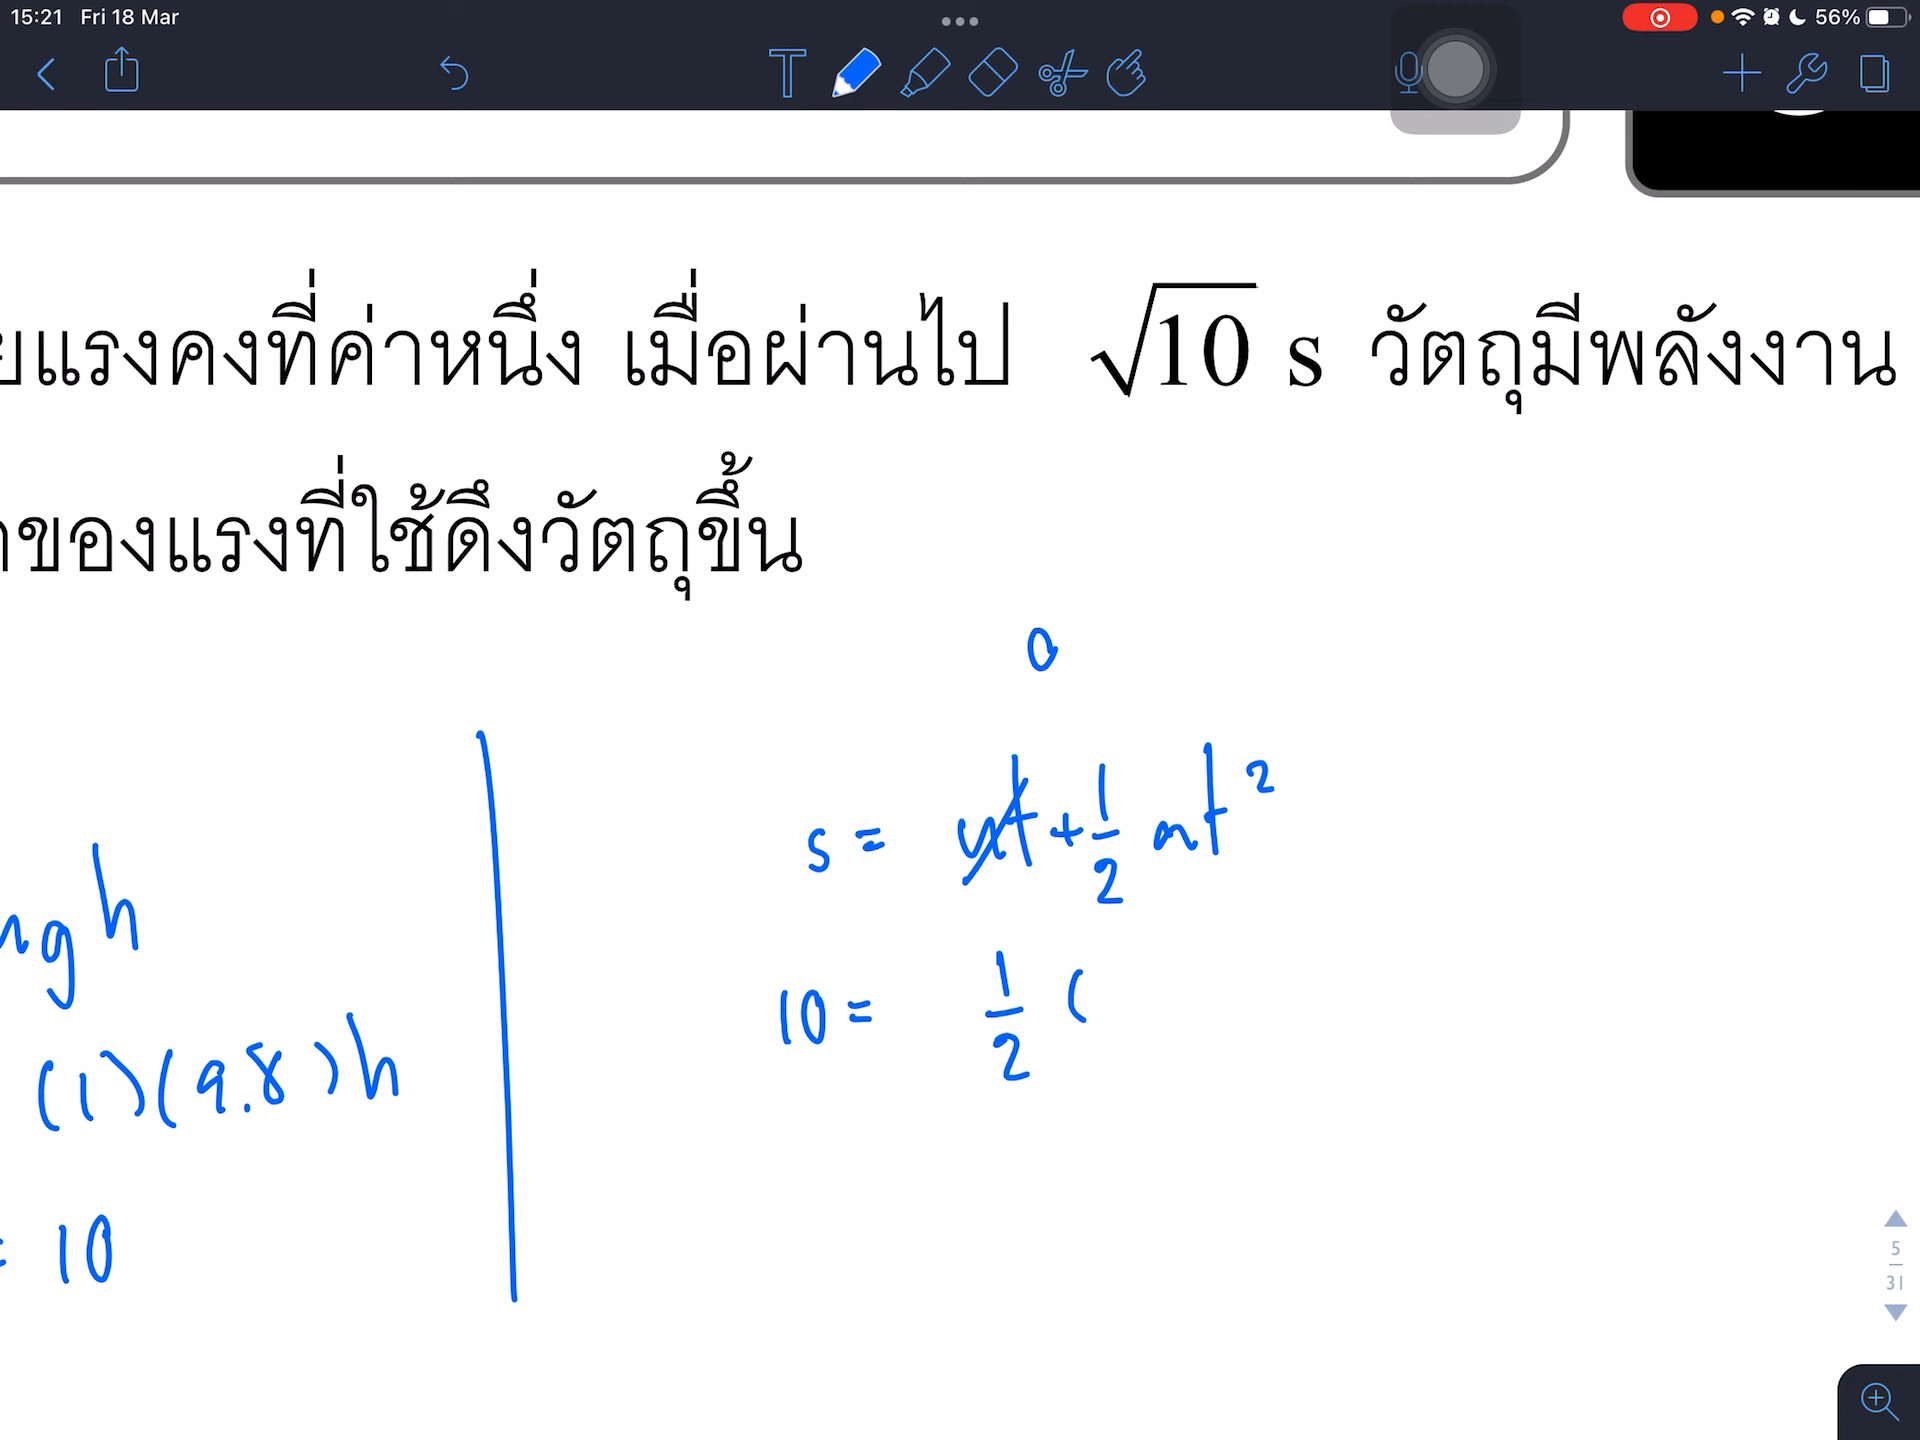 15:21 Fri 18 Mar
56%
T
แรงคงที่ค่าหนึ่ง เมื่อผ่านไป √10 s วัตถุมีพลังงาน
ของแรงที่ใช้ดึงวัตถุขึ้น
0
s = ut + 1/2 at²
10 = 1/2 (
mgh
(1)(9.8)h
= 10
5
31